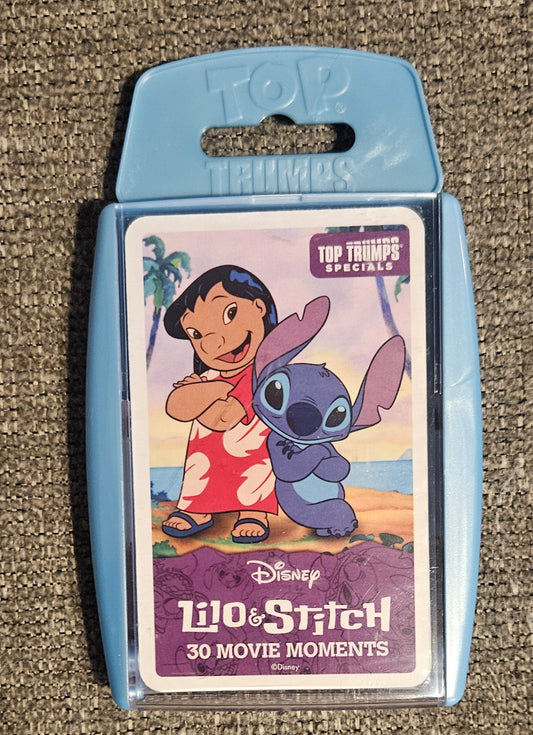 TOP
TRUMPS
TOP TRUMPS
SPECIALS
Disney
Lilo & Stitch
30 MOVIE MOMENTS
©Disney